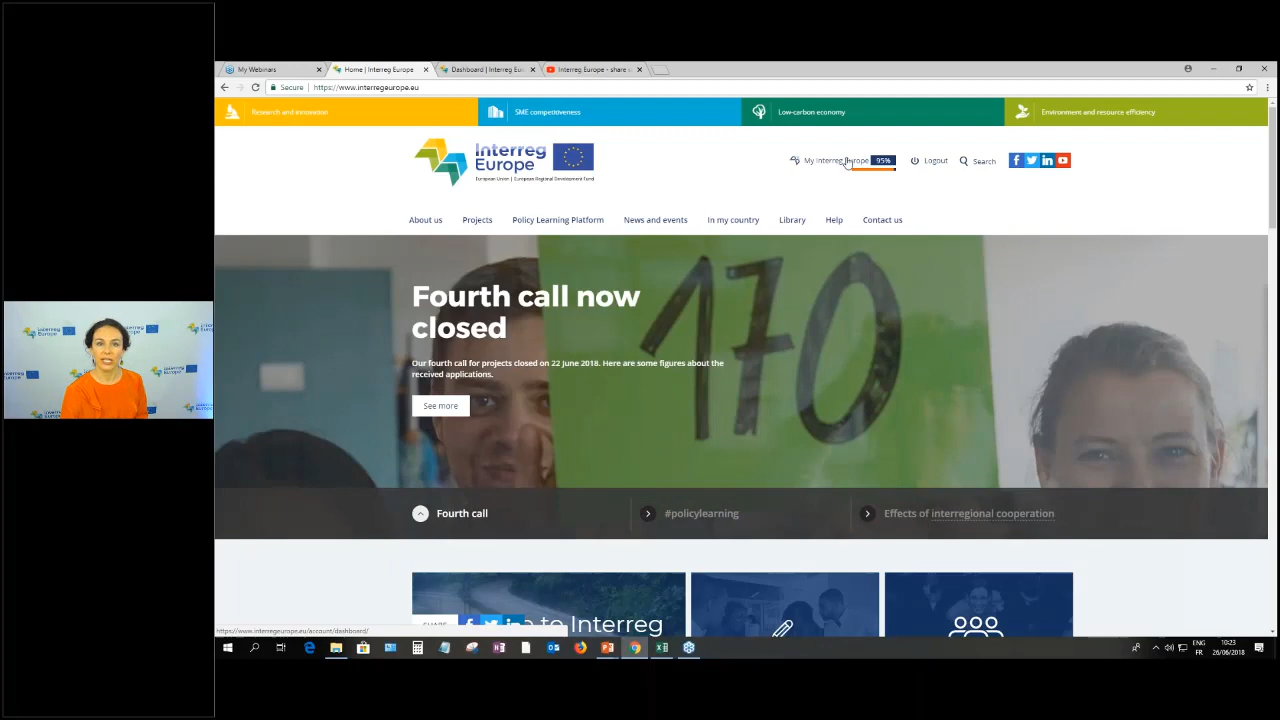 My Webinars
Home | Interreg Europe
Dashboard | Interreg Eur
Interreg Europe - share
Secure
https://www.interregeurope.eu
Research and innovation
SME competitiveness
Low-carbon economy
Environment and resource efficiency
Interreg
Europe
European Union | European Regional Development Fund
My Interreg Europe
95%
Logout
Search
About us
Projects
Policy Learning Platform
News and events
In my country
Library
Help
Contact us
170
Fourth call now
closed
Our fourth call for projects closed on 22 June 2018. Here are some figures about the
received applications.
See more
Fourth call
#policylearning
Effects of interregional cooperation
to Interreg
https://www.interregeurope.eu/account/dashboard/
ENG
FR
10:23
26/06/2018